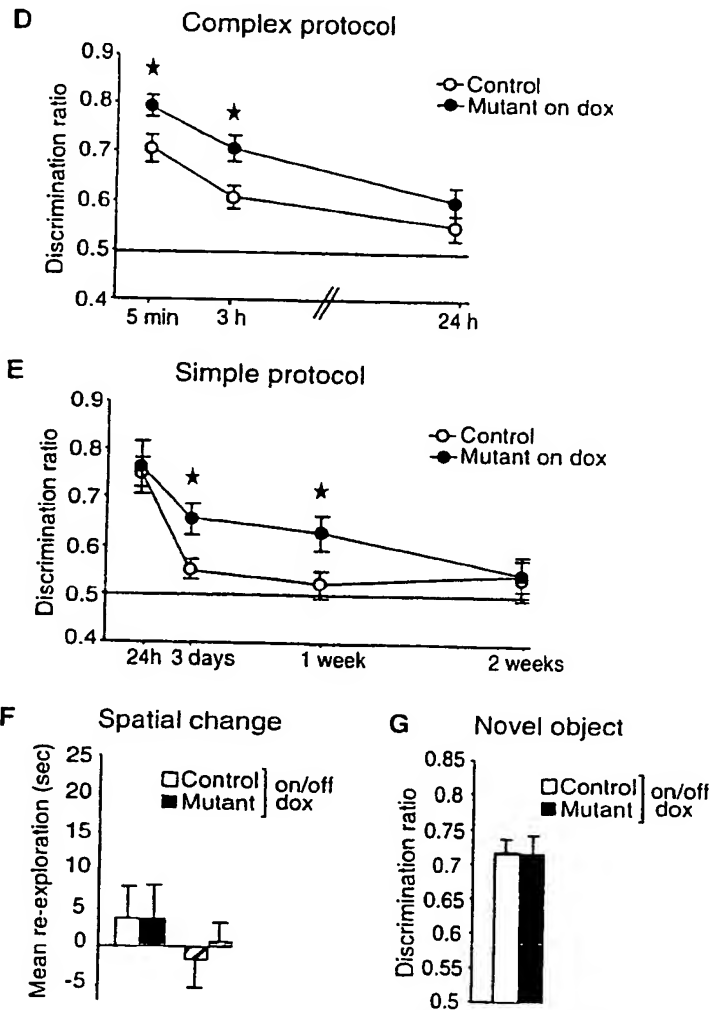 D
Complex protocol
Discrimination ratio
0.9
0.8
0.7
0.6
0.5
0.4
Control
Mutant on dox
5 min
3 h
24 h
E
Simple protocol
Discrimination ratio
0.9
0.8
0.7
0.6
0.5
0.4
Control
Mutant on dox
24h
3 days
1 week
2 weeks
F
Spatial change
Mean re-exploration (sec)
25
20
15
10
5
0
-5
Control
Mutant
on/off
dox
G
Novel object
Discrimination ratio
0.85
0.8
0.75
0.7
0.65
0.6
0.55
0.5
Control
Mutant
on/off
dox